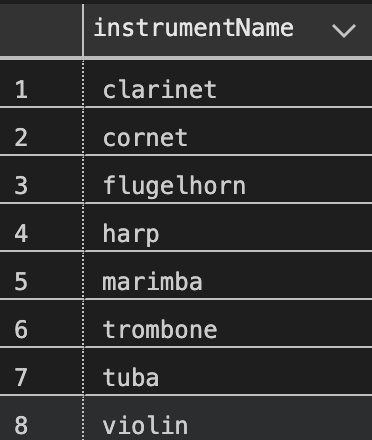 instrumentName
1 clarinet
2 cornet
3 flugelhorn
4 harp
5 marimba
6 trombone
7 tuba
8 violin